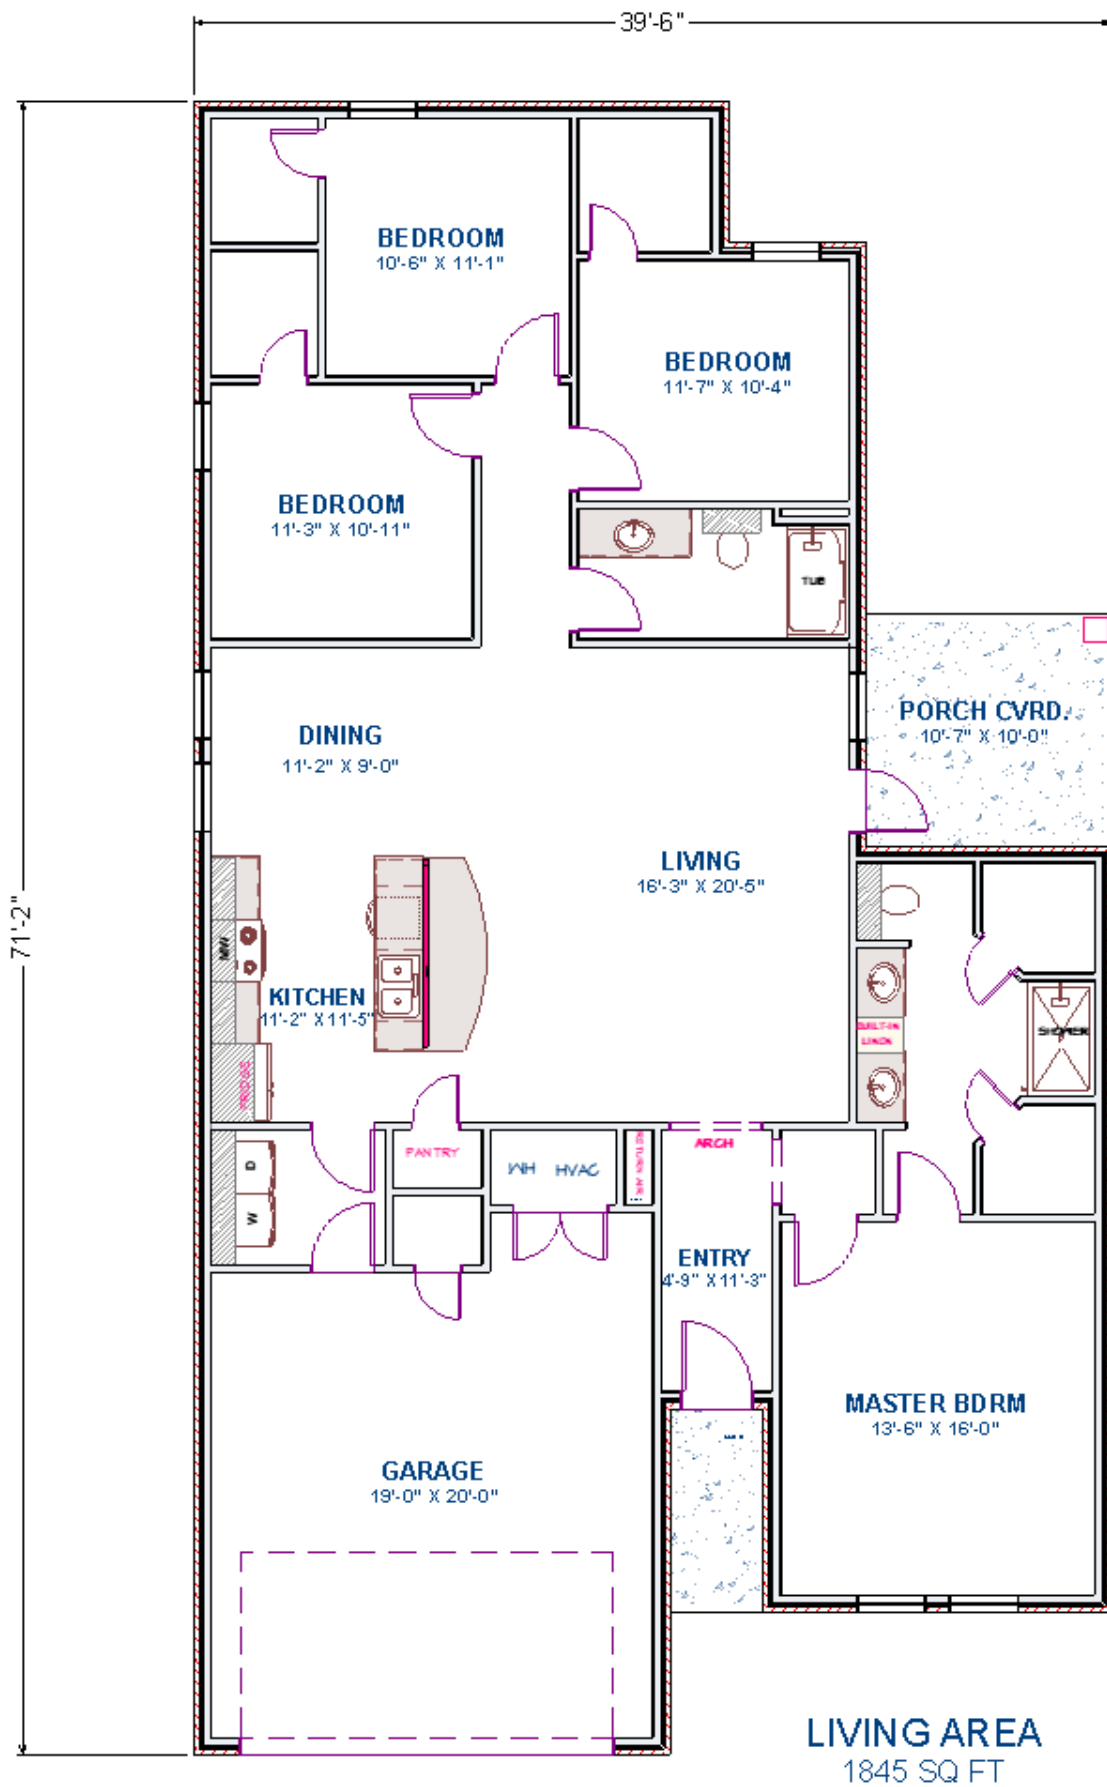 39'-6"
71'-2"
BEDROOM
10'-6" X 11'-1"
BEDROOM
11'-7" X 10'-4"
BEDROOM
11'-3" X 10'-11"
TUB
PORCH CVRD.
10'-7" X 10'-0"
DINING
11'-2" X 9'-0"
LIVING
16'-3" X 20'-5"
MW
KITCHEN
11'-2" X 11'-5"
FRIDGE
BUILT-IN
LINEN
SHOWER
ARCH
PANTRY
WH HVAC
RETURN AIR
D
W
ENTRY
4'-9" X 11'-3"
MASTER BDRM
13'-6" X 16'-0"
GARAGE
19'-0" X 20'-0"
LIVING AREA
1845 SQ FT